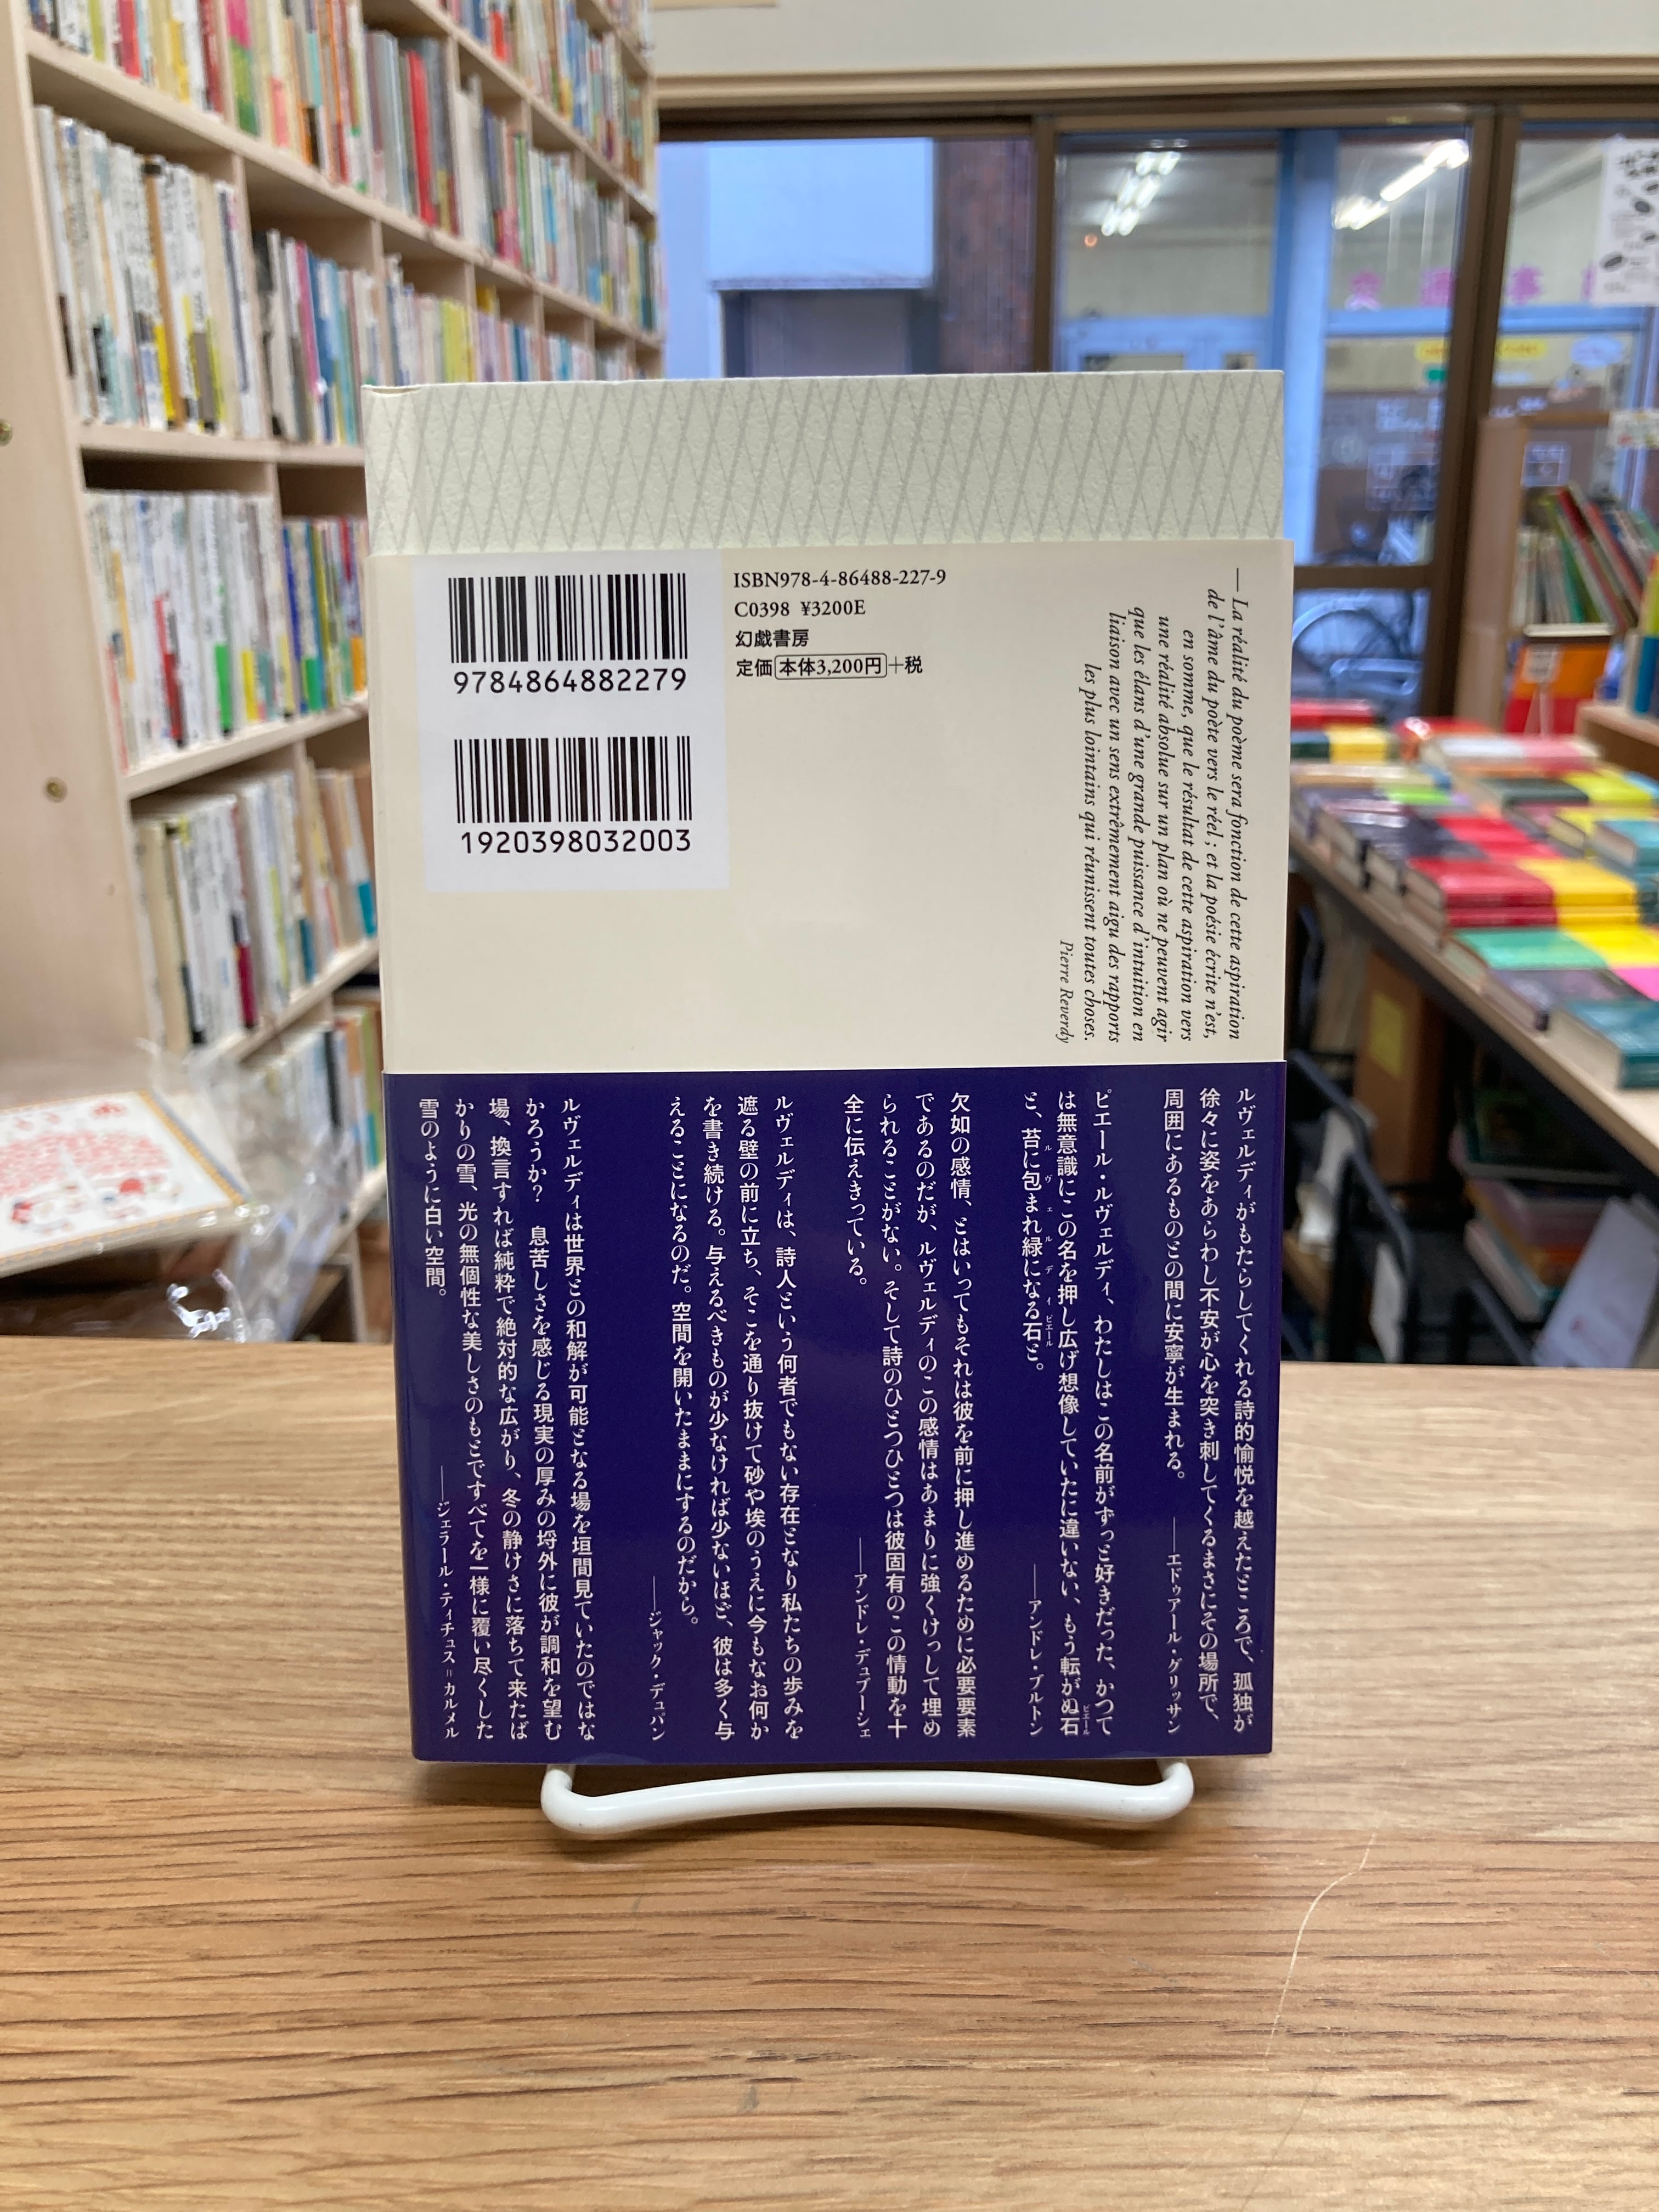 ISBN978-4-86488-227-9
C0398 ¥3200E
幻戯書房
定価 本体3,200円+税
9784864882279
1920398032003
— La réalité du poème sera fonction de cette aspiration
de l'âme du poète vers le réel ; et la poésie écrite n'est,
en somme, que le résultat de cette aspiration vers
une réalité absolue sur un plan où ne peuvent agir
que les élans d'une grande puissance d'intuition en
liaison avec un sens extrêmement aigu des rapports
les plus lointains qui réunissent toutes choses.
Pierre Reverdy
ルヴェルディがもたらしてくれる詩的愉悦を越えたところで、孤独が
徐々に姿をあらわし不安が心を突き刺してくるまさにその場所で、
周囲にあるものとの間に安寧が生まれる。
——エドゥアール・グリッサン
ピエール・ルヴェルディ、わたしはこの名前がずっと好きだった、かつて
は無意識にこの名を押し広げ想像していたに違いない、もう転がぬ石
と、苔に包まれ緑になる石と。
——アンドレ・ブルトン
欠如の感情、とはいってもそれは彼を前に押し進めるために必要要素
であるのだが、ルヴェルディのこの感情はあまりに強くけっして埋め
られることがない。そして詩のひとつひとつは彼固有のこの情動を十
全に伝えきっている。
——アンドレ・デュブーシェ
ルヴェルディは、詩人という何者でもない存在となり私たちの歩みを
遮る壁の前に立ち、そこを通り抜けて砂や埃のうえに今もなお何か
を書き続ける。与えるべきものが少なければ少ないほど、彼は多く与
えることになるのだ。空間を開いたままにするのだから。
——ジャック・デュパン
ルヴェルディは世界との和解が可能となる場を垣間見ていたのではな
かろうか? 息苦しさを感じる現実の厚みの埒外に彼が調和を望む
場、換言すれば純粋で絶対的な広がり、冬の静けさに落ちて来たば
かりの雪、光の無個性な美しさのもとですべてを一様に覆い尽くした
雪のように白い空間。
——ジェラール・ティチュス=カルメル